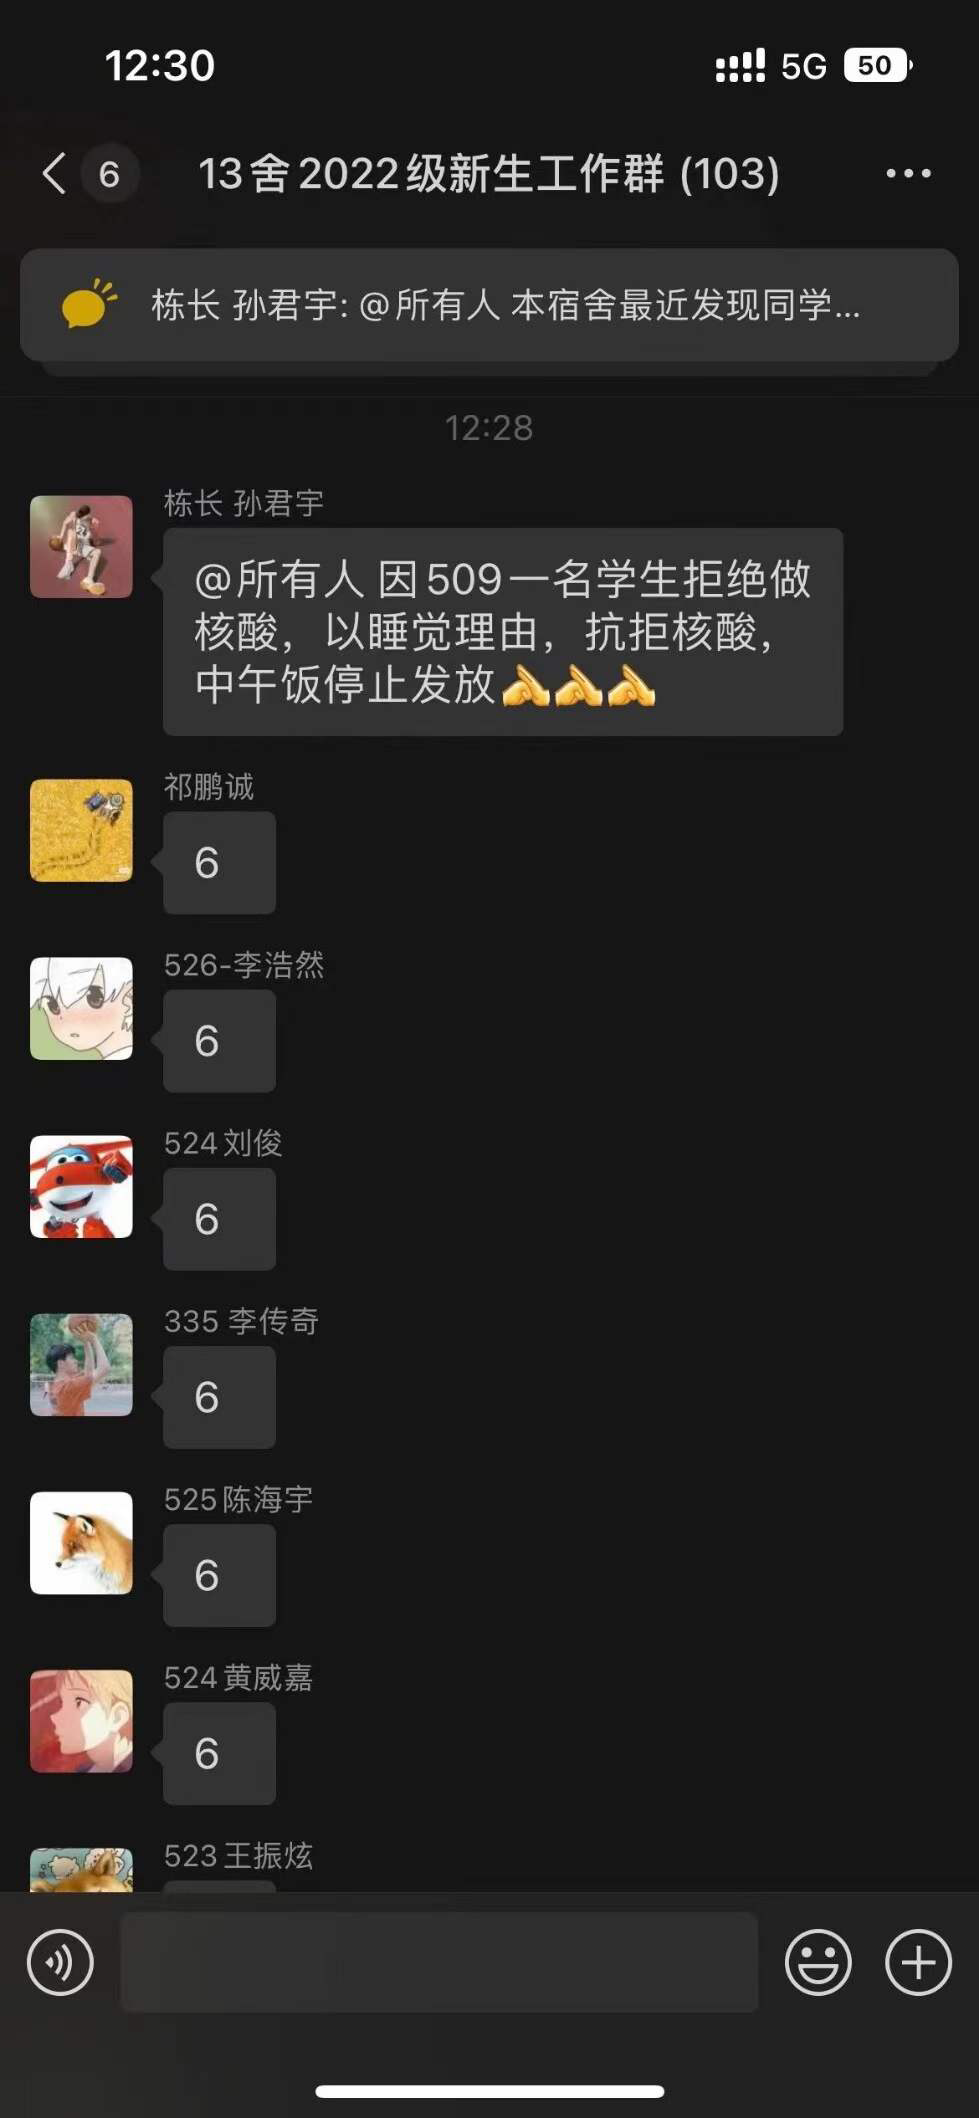 12:30
5G 50
6 13舍2022级新生工作群 (103)
栋长 孙君宇: @所有人 本宿舍最近发现同学...
12:28
栋长 孙君宇
@所有人 因509一名学生拒绝做
核酸，以睡觉理由，抗拒核酸，
中午饭停止发放
祁鹏诚
6
526-李浩然
6
524刘俊
6
335 李传奇
6
525陈海宇
6
524黄威嘉
6
523王振炫